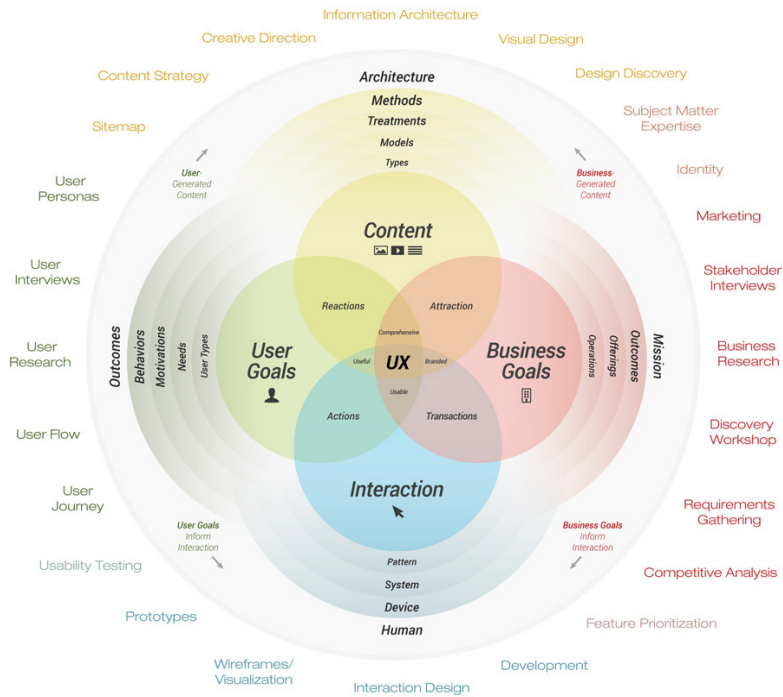 Information Architecture
Creative Direction
Visual Design
Content Strategy
Design Discovery
Sitemap
Subject Matter
Expertise
User
Personas
Identity
User
Interviews
Marketing
User
Research
Stakeholder
Interviews
User Flow
Business
Research
User
Journey
Discovery
Workshop
Usability Testing
Requirements
Gathering
Prototypes
Competitive Analysis
Wireframes/
Visualization
Feature Prioritization
Interaction Design
Development
Architecture
Methods
Treatments
Models
Types
User-
Generated
Content
Business-
Generated
Content
Content
Reactions
Attraction
Comprehensive
Outcomes
Behaviors
Motivations
Needs
User Types
User
Goals
Useful
UX
Branded
Business
Goals
Operations
Offerings
Outcomes
Mission
Usable
Actions
Transactions
Interaction
User Goals
Inform
Interaction
Business Goals
Inform
Interaction
Pattern
System
Device
Human